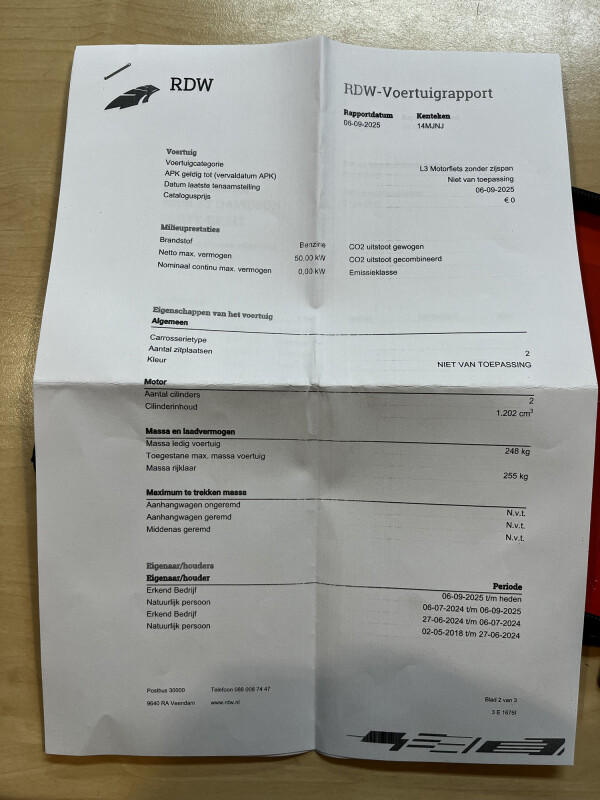 RDW
RDW-Voertuigrapport
Rapportdatum Kenteken
06-09-2025 14MJNJ
Voertuig
Voertuigcategorie L3 Motorfiets zonder zijspan
APK geldig tot (vervaldatum APK) Niet van toepassing
Datum laatste tenaamstelling 06-09-2025
Catalogusprijs € 0
Milieuprestaties
Brandstof Benzine CO2 uitstoot gewogen
Netto max. vermogen 50,00 kW CO2 uitstoot gecombineerd
Nominaal continu max. vermogen 0,00 kW Emissieklasse
Eigenschappen van het voertuig
Algemeen
Carrosserietype
Aantal zitplaatsen 2
Kleur NIET VAN TOEPASSING
Motor
Aantal cilinders 2
Cilinderinhoud 1.202 cm³
Massa en laadvermogen
Massa ledig voertuig 248 kg
Toegestane max. massa voertuig
Massa rijklaar 255 kg
Maximum te trekken massa
Aanhangwagen ongeremd N.v.t.
Aanhangwagen geremd N.v.t.
Middenas geremd N.v.t.
Eigenaar/houders
Eigenaar/houder Periode
Erkend Bedrijf 06-09-2025 t/m heden
Natuurlijk persoon 06-07-2024 t/m 06-09-2025
Erkend Bedrijf 27-06-2024 t/m 06-07-2024
Natuurlijk persoon 02-05-2018 t/m 27-06-2024
Postbus 30000 Telefoon 088 008 74 47
9640 RA Veendam www.rdw.nl
Blad 2 van 3
3 E 1675f